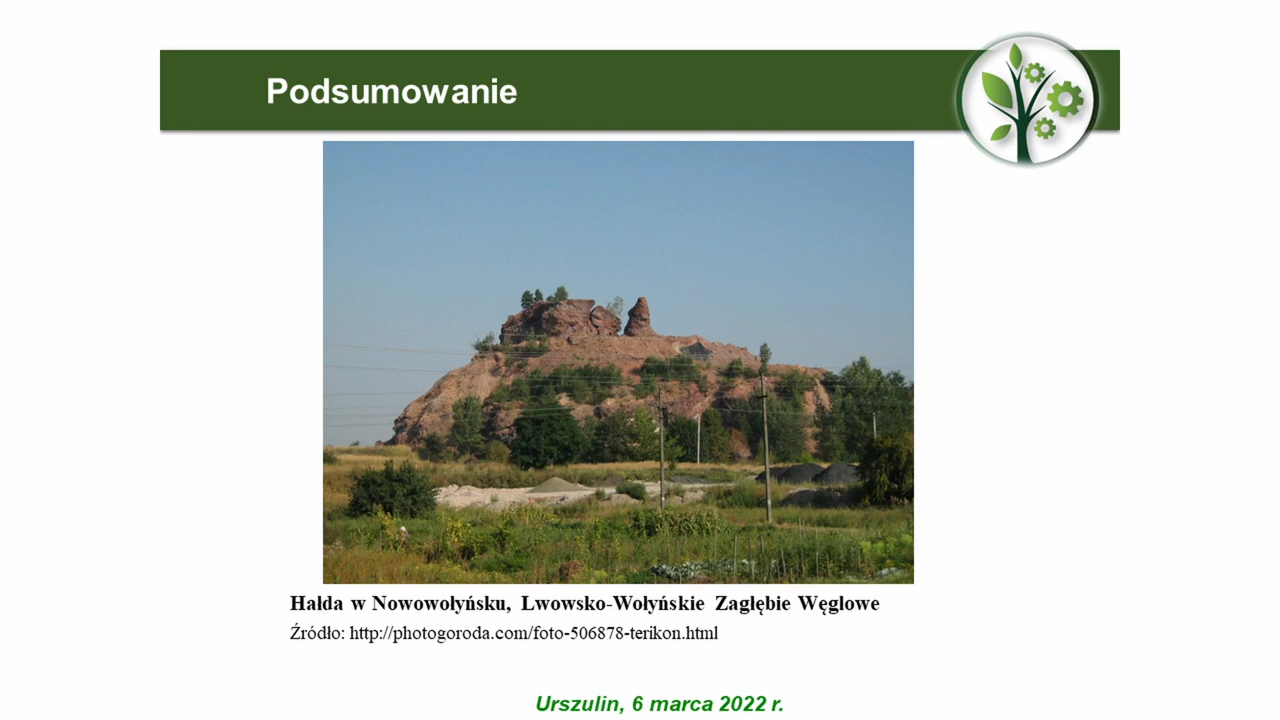 Podsumowanie
Hałda w Nowowołyńsku, Lwowsko-Wołyńskie Zagłębie Węglowe
Źródło: http://photogoroda.com/foto-506878-terikon.html
Urszulin, 6 marca 2022 r.